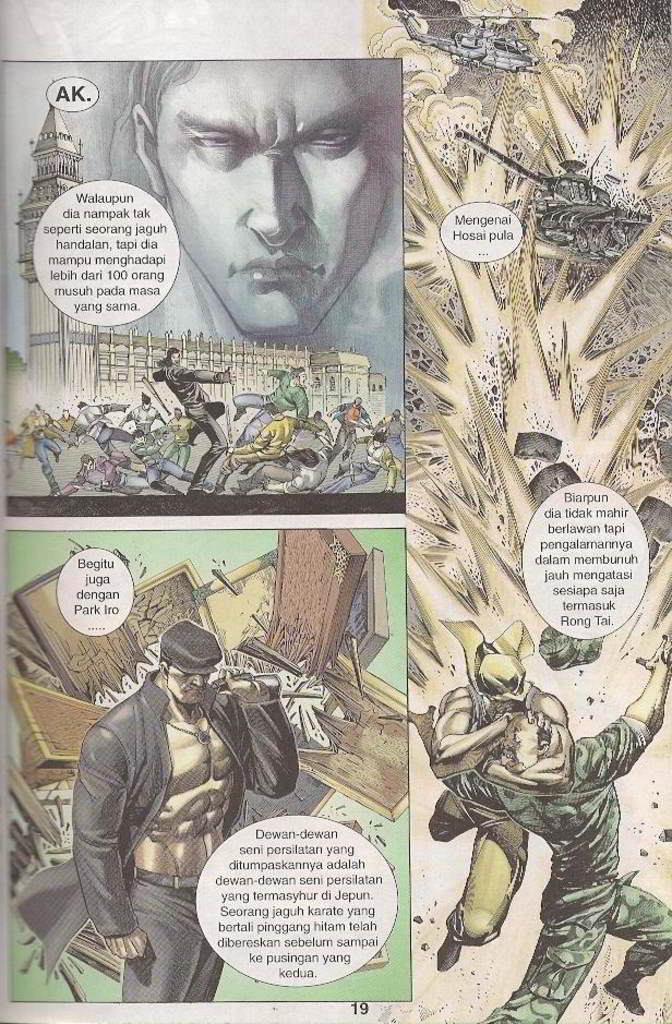 AK.
Walaupun
dia nampak tak
seperti seorang jaguh
handalan, tapi dia
mampu menghadapi
lebih dari 100 orang
musuh pada masa
yang sama.
Mengenai
Hosai pula
...
Biarpun
dia tidak mahir
berlawan tapi
pengalamannya
dalam membunuh
jauh mengatasi
sesiapa saja
termasuk
Rong Tai.
Begitu
juga
dengan
Park Iro
.....
Dewan-dewan
seni persilatan yang
ditumpaskannya adalah
dewan-dewan seni persilatan
yang termasyhur di Jepun.
Seorang jaguh karate yang
bertali pinggang hitam telah
dibereskan sebelum sampai
ke pusingan yang
kedua.
19